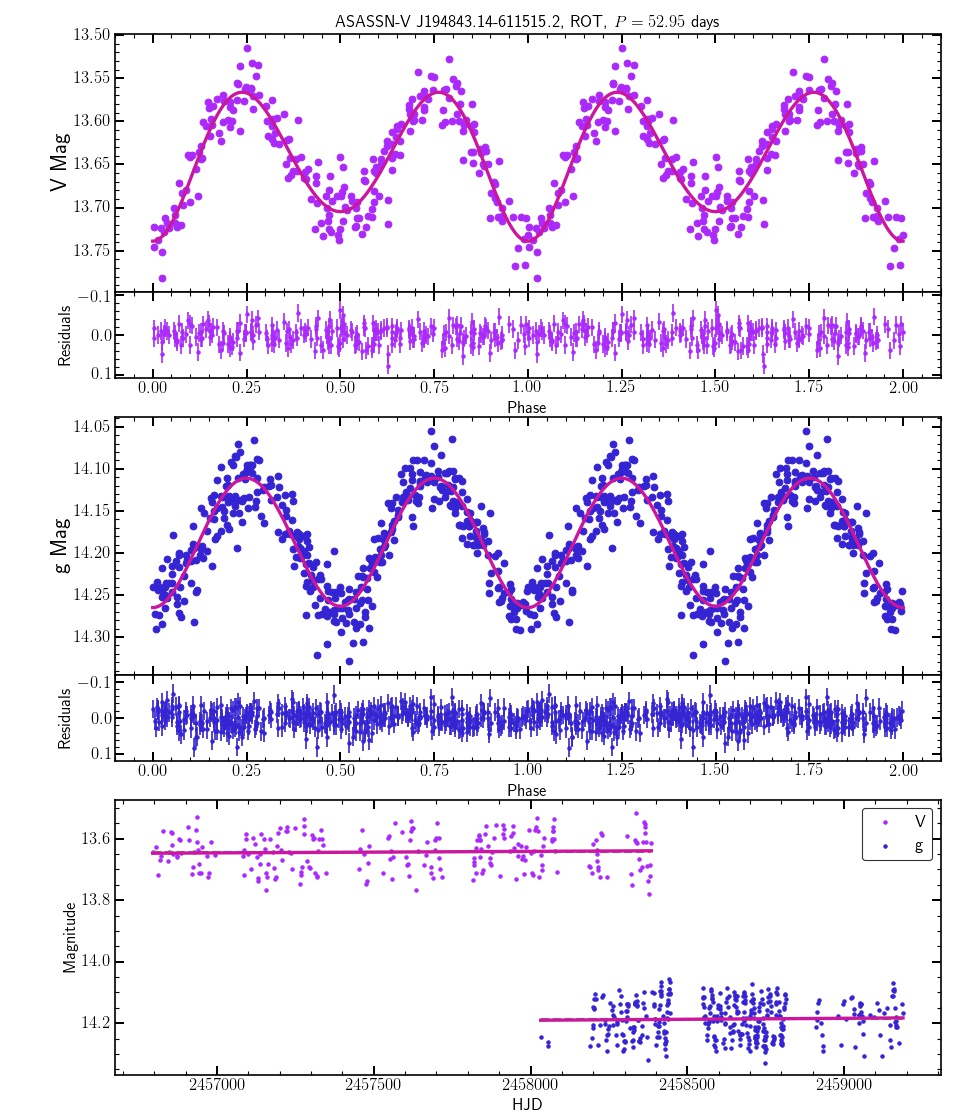 ASASSN-V J194843.14-611515.2, ROT, P = 52.95 days
13.50
13.55
13.60
13.65
13.70
13.75
V Mag
−0.1
0.0
0.1
Residuals
0.00 0.25 0.50 0.75 1.00 1.25 1.50 1.75 2.00
Phase
14.05
14.10
14.15
14.20
14.25
14.30
g Mag
−0.1
0.0
0.1
Residuals
0.00 0.25 0.50 0.75 1.00 1.25 1.50 1.75 2.00
Phase
13.6
13.8
14.0
14.2
Magnitude
V
g
2457000 2457500 2458000 2458500 2459000
HJD